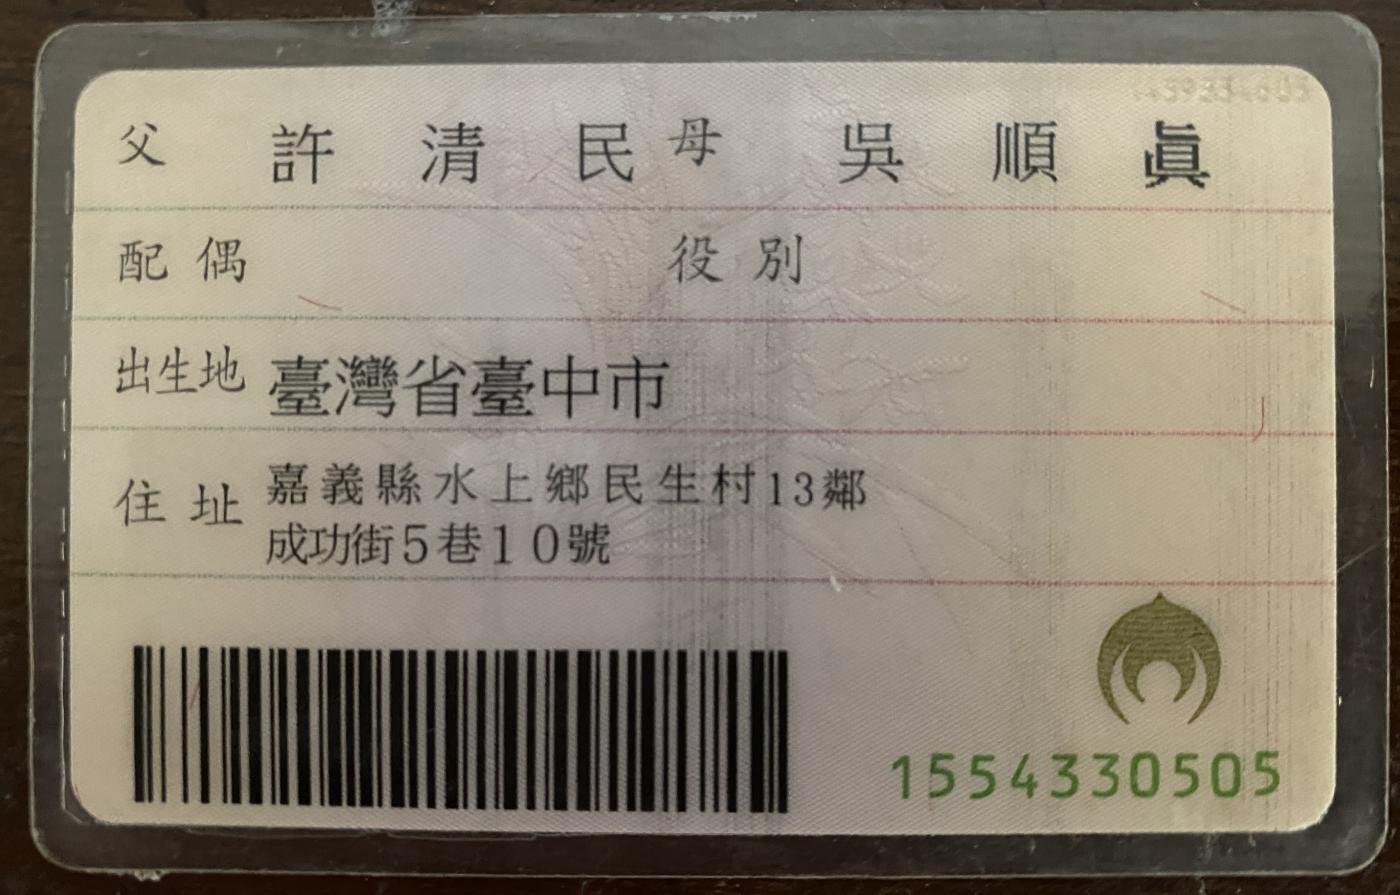 父 許清民 母 吳順眞
配偶 役別
出生地 臺灣省臺中市
住址 嘉義縣水上鄉民生村13鄰
成功街5巷10號
1554330505